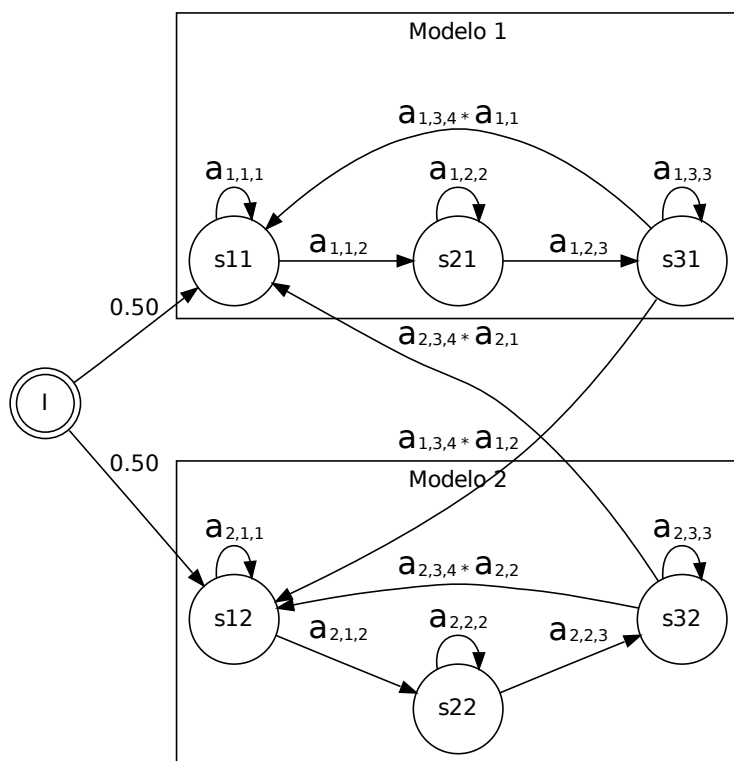 Modelo 1
a1,3,4 * a1,1
a1,1,1
a1,2,2
a1,3,3
s11
a1,1,2
s21
a1,2,3
s31
0.50
a2,3,4 * a2,1
I
a1,3,4 * a1,2
0.50
Modelo 2
a2,1,1
a2,3,3
a2,3,4 * a2,2
s12
a2,1,2
a2,2,2
a2,2,3
s32
s22